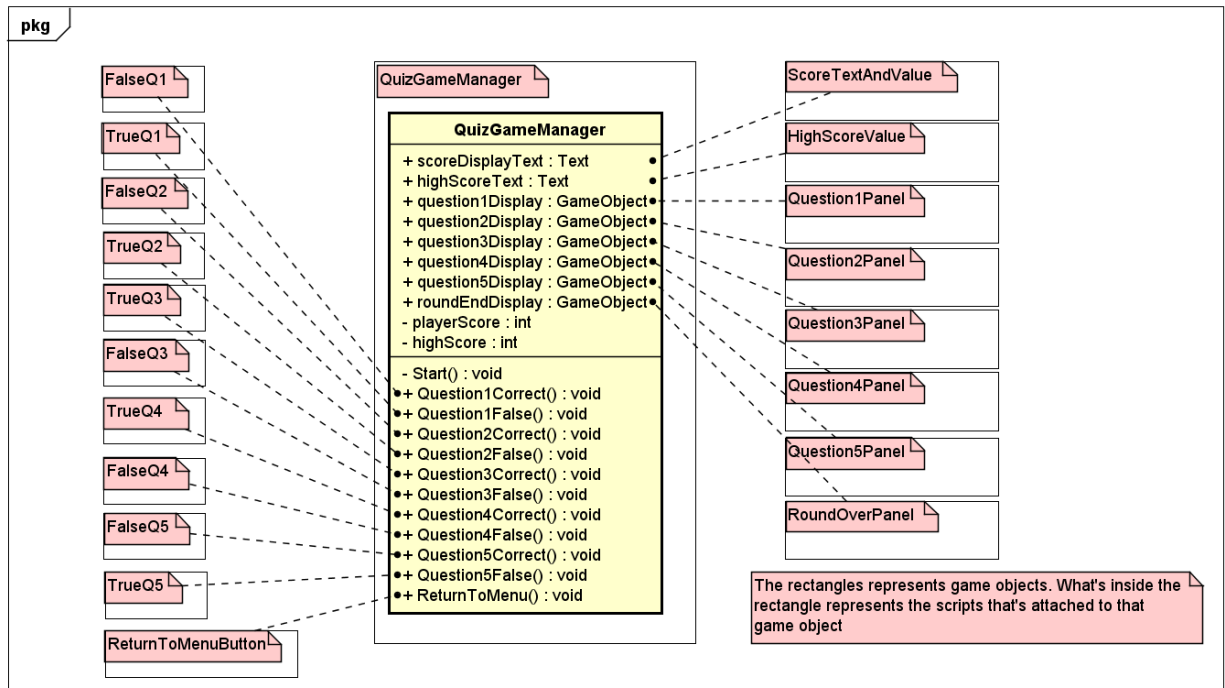 pkg
FalseQ1
TrueQ1
FalseQ2
TrueQ2
TrueQ3
FalseQ3
TrueQ4
FalseQ4
FalseQ5
TrueQ5
ReturnToMenuButton
QuizGameManager
QuizGameManager
+ scoreDisplayText : Text
+ highScoreText : Text
+ question1Display : GameObject
+ question2Display : GameObject
+ question3Display : GameObject
+ question4Display : GameObject
+ question5Display : GameObject
+ roundEndDisplay : GameObject
- playerScore : int
- highScore : int
- Start() : void
+ Question1Correct() : void
+ Question1False() : void
+ Question2Correct() : void
+ Question2False() : void
+ Question3Correct() : void
+ Question3False() : void
+ Question4Correct() : void
+ Question4False() : void
+ Question5Correct() : void
+ Question5False() : void
+ ReturnToMenu() : void
ScoreTextAndValue
HighScoreValue
Question1Panel
Question2Panel
Question3Panel
Question4Panel
Question5Panel
RoundOverPanel
The rectangles represents game objects. What's inside the
rectangle represents the scripts that's attached to that
game object